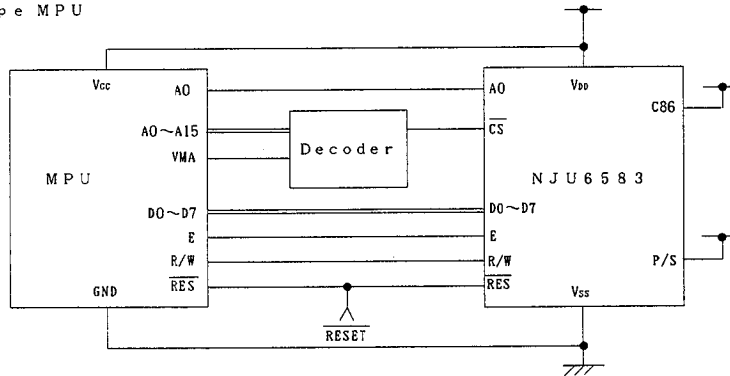 pe MPU
Vcc
A0
A0~A15
VMA
MPU
D0~D7
E
R/W
RES
GND
Decoder
RESET
VDD
A0
C86
CS
NJU6583
D0~D7
E
R/W
P/S
RES
VSS